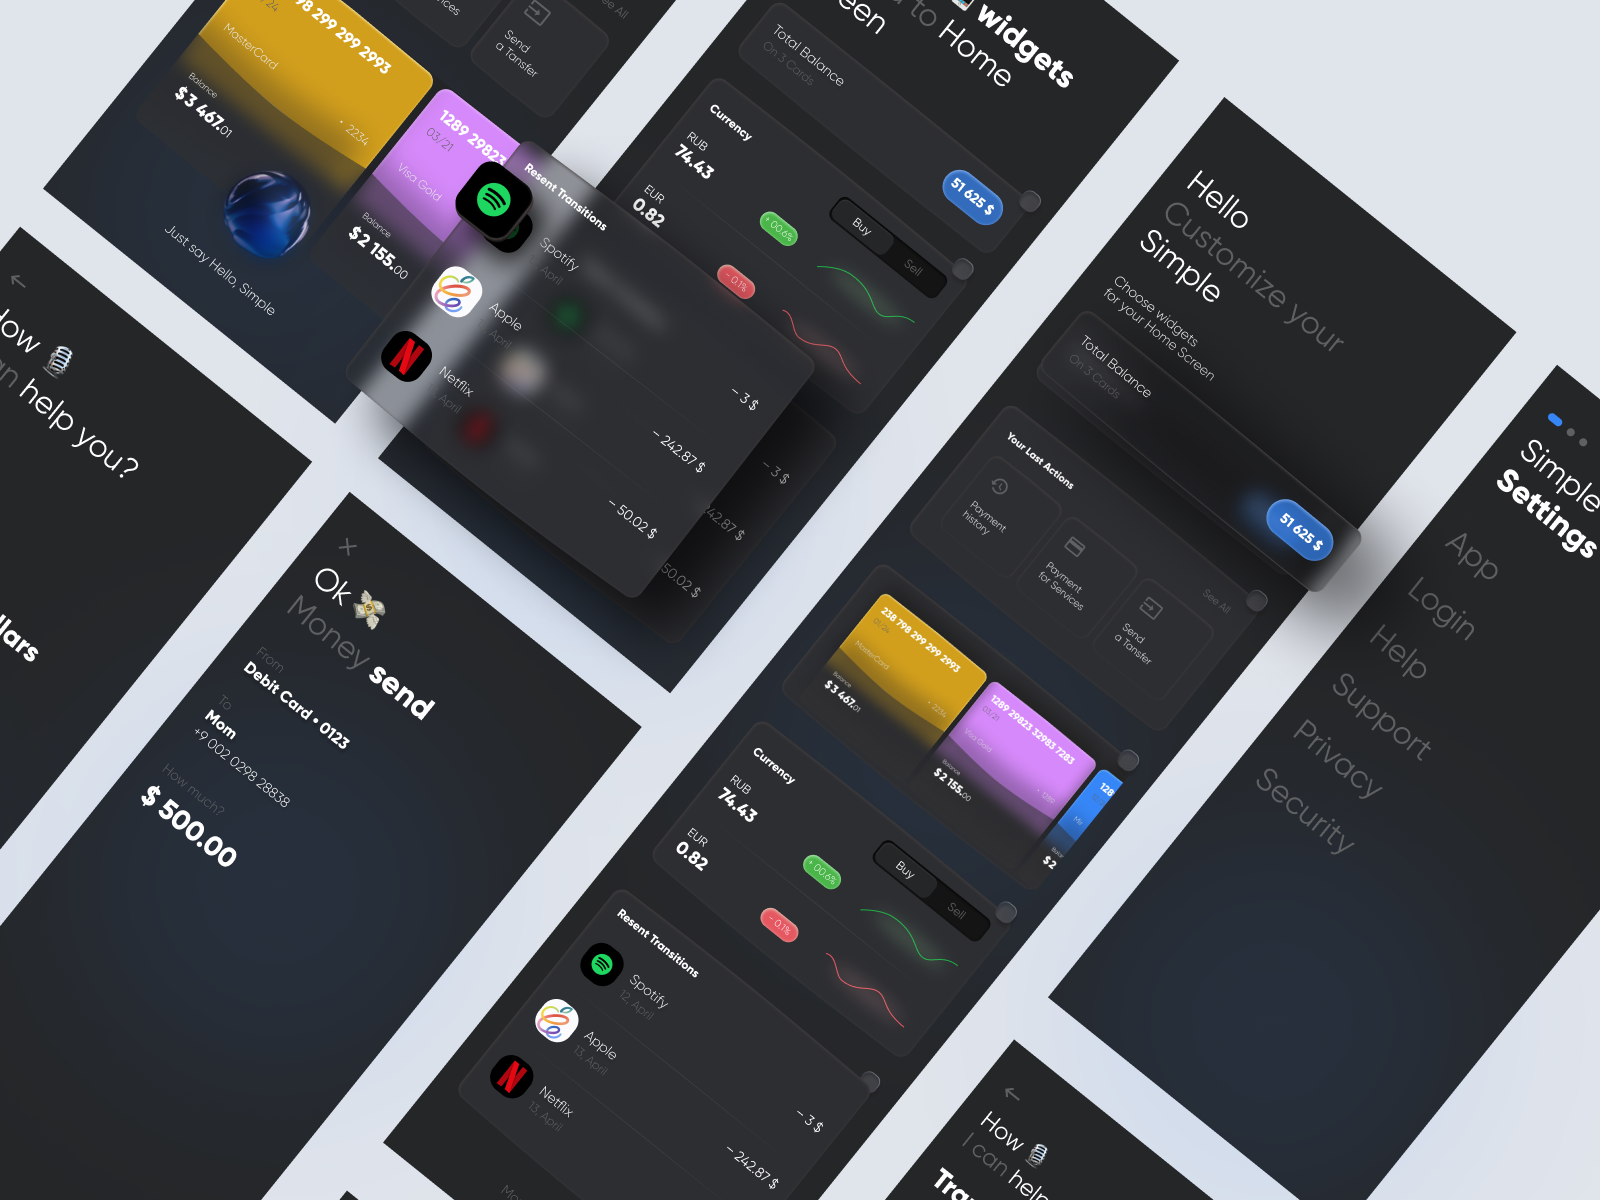 98 299 299 2993
/24
MasterCard
Balance
$3 467.01
• 2234
1289 29823
03/21
Visa Gold
Balance
$2 155.00
See All
Send
a Tansfer
Just say Hello, Simple
Resent Transitions
Spotify
April
– 3 $
Apple
April
– 242.87 $
Netflix
April
– 50.02 $
– 3 $
242.87 $
50.02 $
widgets
to Home
een
Total Balance
On 3 Cards
51 625 $
Currency
RUB
74.43
EUR
0.82
+ 00.6%
– 0.1%
Buy
Sell
How
an help you?
llars
Ok
Money send
From
Debit Card • 0123
To
Mom
+9 002 0298 28838
How much?
$ 500.00
Hello
Customize your
Simple
Choose widgets
for your Home Screen
Total Balance
On 3 Cards
51 625 $
Your Last Actions
See All
Payment
history
Payment
for Services
Send
a Tansfer
238 798 299 299 2993
01/24
MasterCard
Balance
$3 467.01
• 2234
1289 29823 32983 7283
03/21
Visa Gold
Balance
$2 155.00
• 1289
128
$2
Currency
RUB
74.43
EUR
0.82
+ 00.6%
– 0.1%
Buy
Sell
Resent Transitions
Spotify
12, April
– 3 $
Apple
13, April
– 242.87 $
Netflix
13, April
Simple
Settings
App
Login
Help
Support
Privacy
Security
How
I can help